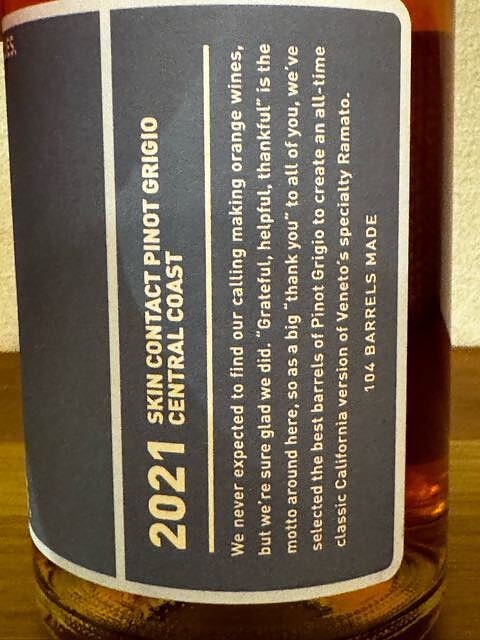 2021
SKIN CONTACT PINOT GRIGIO
CENTRAL COAST
We never expected to find our calling making orange wines,
but we're sure glad we did. "Grateful, helpful, thankful" is the
motto around here, so as a big "thank you" to all of you, we've
selected the best barrels of Pinot Grigio to create an all-time
classic California version of Veneto's specialty Ramato.
104 BARRELS MADE